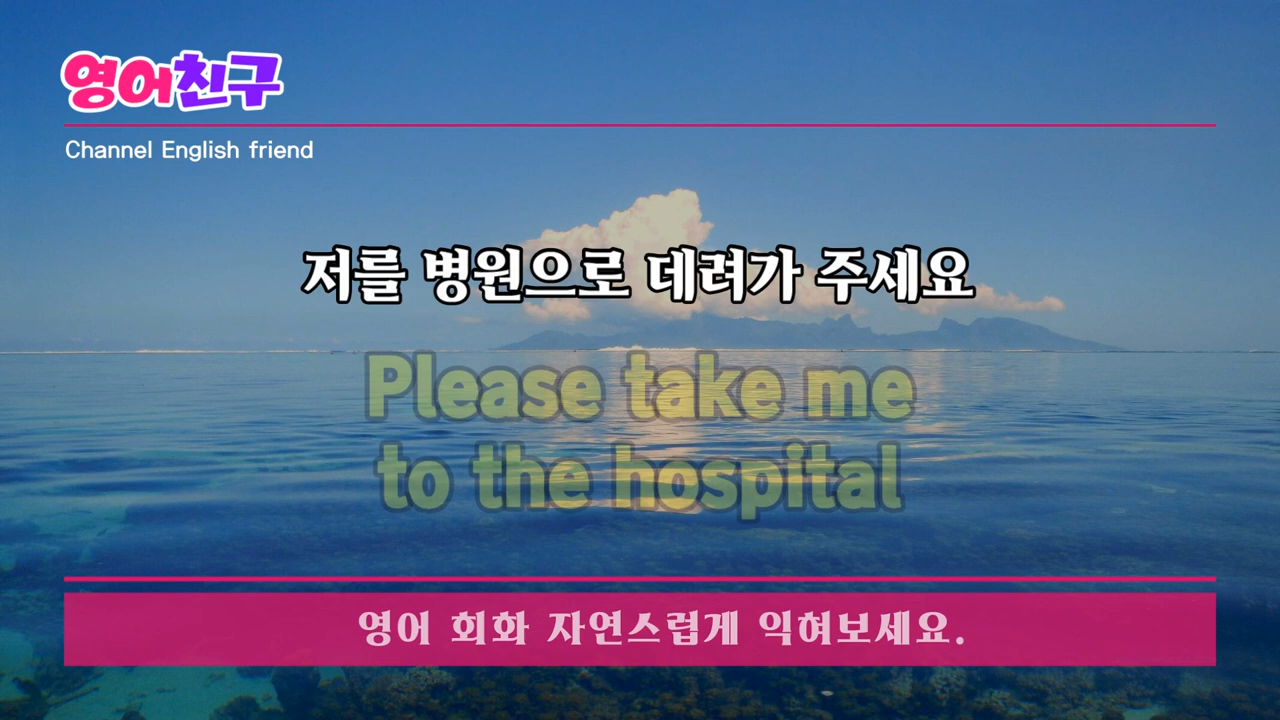 영어친구
Channel English friend
저를 병원으로 데려가 주세요
Please take me
to the hospital
영어 회화 자연스럽게 익혀보세요.